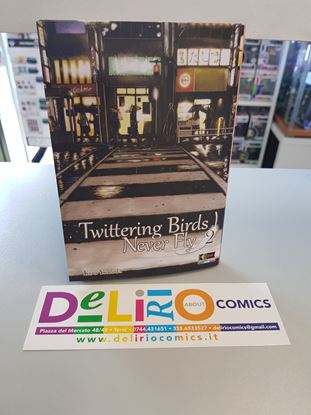 Twittering Birds
Never Fly 2
DeLiRiO ABOUT COMICS
Piazza del Mercato 48/49 • Terni • 0744.431651 • 335.6533527 • deliriocomics@gmail.com
www.deliriocomics.it